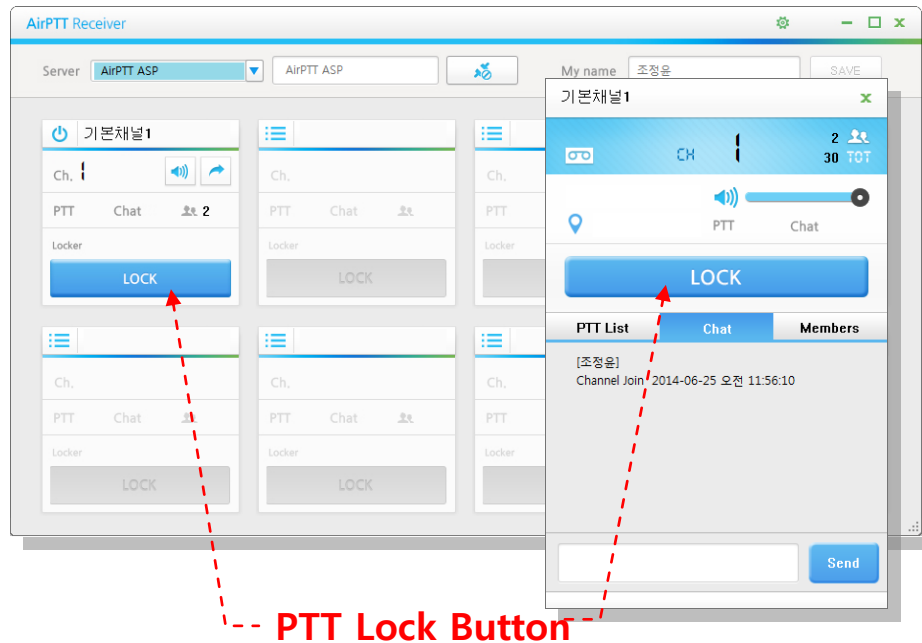 AirPTT Receiver
Server AirPTT ASP AirPTT ASP My name 조정윤 SAVE
기본채널1
Ch. 1
PTT Chat 2
Locker
LOCK
Ch.
PTT Chat
Locker
LOCK
Ch.
PTT
Locker
Ch.
PTT Chat
Locker
LOCK
Ch.
PTT Chat
Locker
LOCK
Ch.
PTT
Locker
기본채널1
CH 1 2
30 TOT
PTT Chat
LOCK
PTT List Chat Members
[조정윤]
Channel Join 2014-06-25 오전 11:56:10
Send
PTT Lock Button